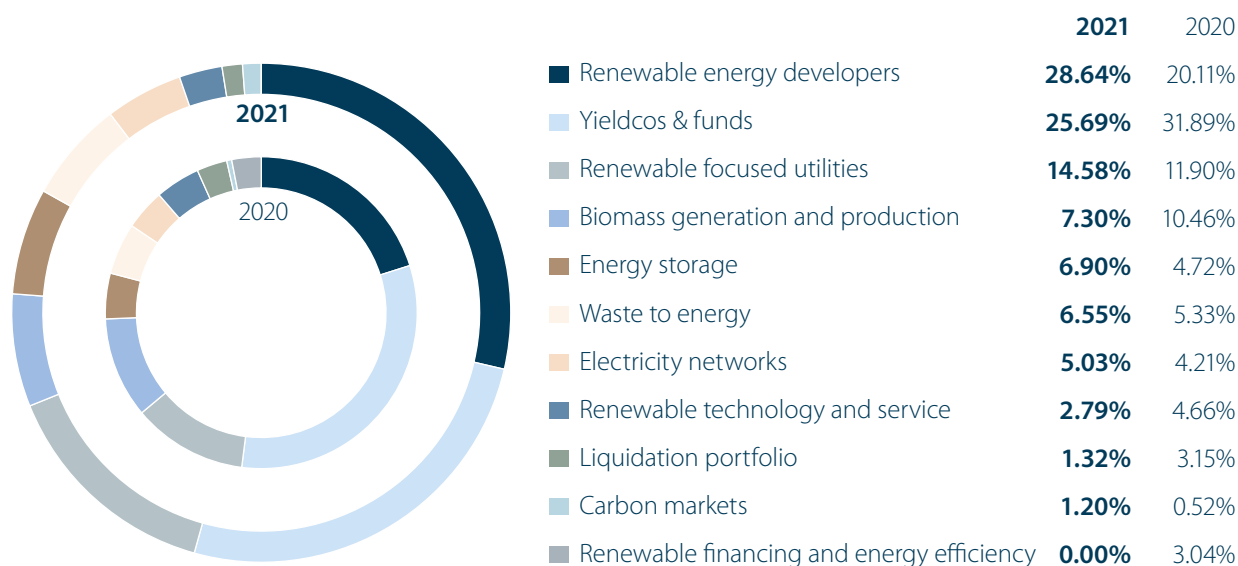 2021 2020
Renewable energy developers 28.64% 20.11%
2021
Yieldcos & funds 25.69% 31.89%
Renewable focused utilities 14.58% 11.90%
2020
Biomass generation and production 7.30% 10.46%
Energy storage 6.90% 4.72%
Waste to energy 6.55% 5.33%
Electricity networks 5.03% 4.21%
Renewable technology and service 2.79% 4.66%
Liquidation portfolio 1.32% 3.15%
Carbon markets 1.20% 0.52%
Renewable financing and energy efficiency 0.00% 3.04%